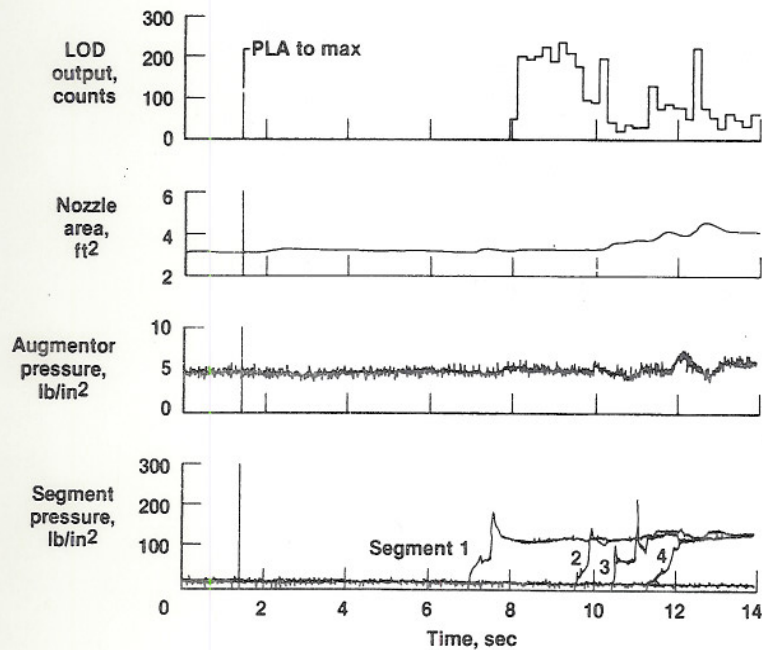 LOD
output,
counts
300
200
100
0
PLA to max
Nozzle
area,
ft2
6
4
2
Augmentor
pressure,
lb/in2
10
5
0
Segment
pressure,
lb/in2
300
200
100
Segment 1
2
3
4
0 2 4 6 8 10 12 14
Time, sec